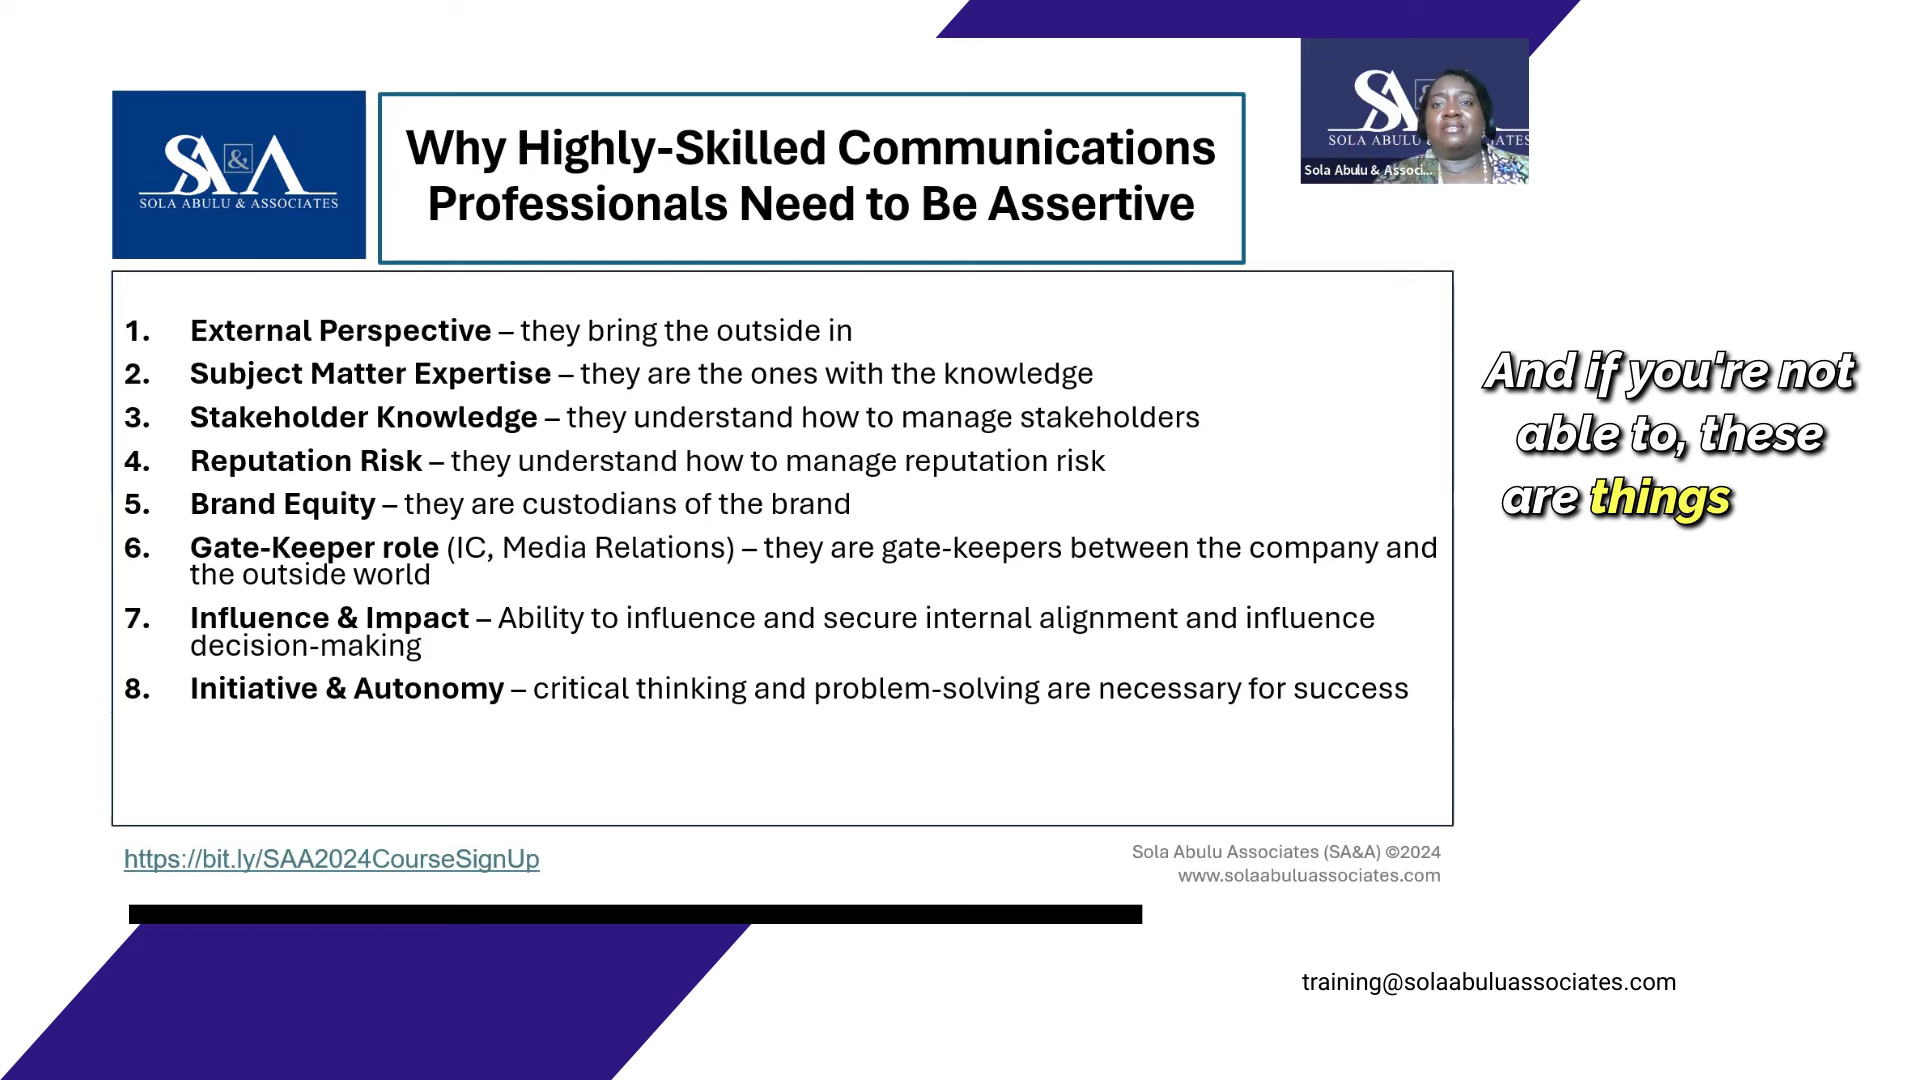 SA&A
SOLA ABULU & ASSOCIATES
Why Highly-Skilled Communications
Professionals Need to Be Assertive
SA&
SOLA ABULU
IATES
Sola Abulu & Associ...
1. External Perspective – they bring the outside in
2. Subject Matter Expertise – they are the ones with the knowledge
3. Stakeholder Knowledge – they understand how to manage stakeholders
4. Reputation Risk – they understand how to manage reputation risk
5. Brand Equity – they are custodians of the brand
6. Gate-Keeper role (IC, Media Relations) – they are gate-keepers between the company and
the outside world
7. Influence & Impact – Ability to influence and secure internal alignment and influence
decision-making
8. Initiative & Autonomy – critical thinking and problem-solving are necessary for success
And if you're not
able to, these
are things
https://bit.ly/SAA2024CourseSignUp
Sola Abulu Associates (SA&A) ©2024
www.solaabuluassociates.com
training@solaabuluassociates.com